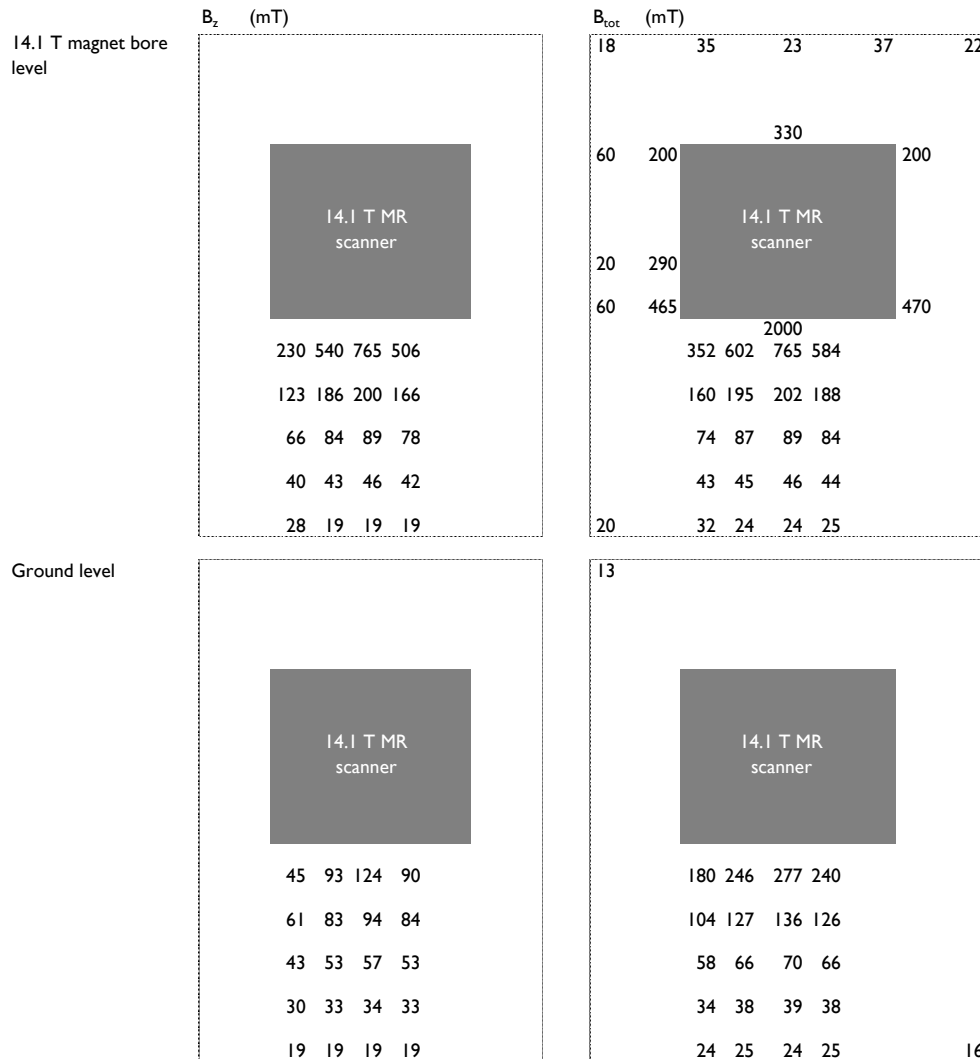 B_z (mT) B_tot (mT)
14.1 T magnet bore
level
18 35 23 37 22
330
60 200 200
14.1 T MR 14.1 T MR
scanner scanner
20 290
60 465 470
2000
230 540 765 506 352 602 765 584
123 186 200 166 160 195 202 188
66 84 89 78 74 87 89 84
40 43 46 42 43 45 46 44
28 19 19 19 20 32 24 24 25
Ground level 13
14.1 T MR 14.1 T MR
scanner scanner
45 93 124 90 180 246 277 240
61 83 94 84 104 127 136 126
43 53 57 53 58 66 70 66
30 33 34 33 34 38 39 38
19 19 19 19 24 25 24 25 16